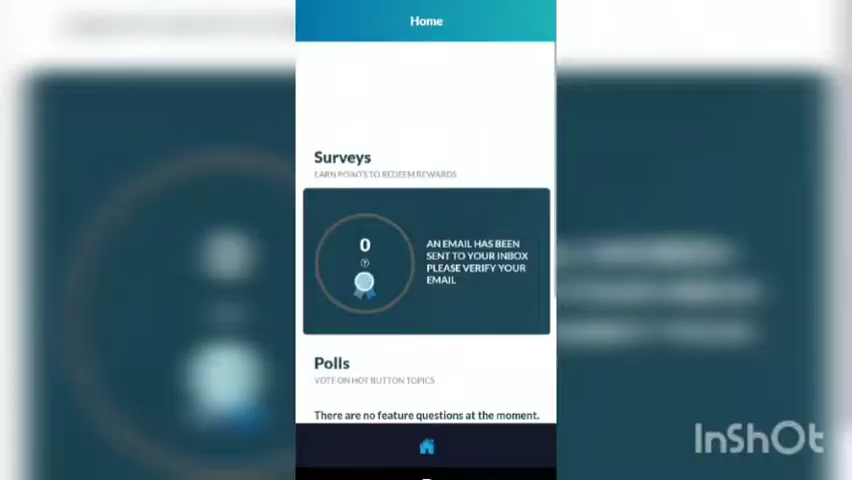 Home
Surveys
EARN POINTS TO REDEEM REWARDS
0
AN EMAIL HAS BEEN
SENT TO YOUR INBOX
PLEASE VERIFY YOUR
EMAIL
Polls
VOTE ON HOT BUTTON TOPICS
There are no feature questions at the moment.
InShOt